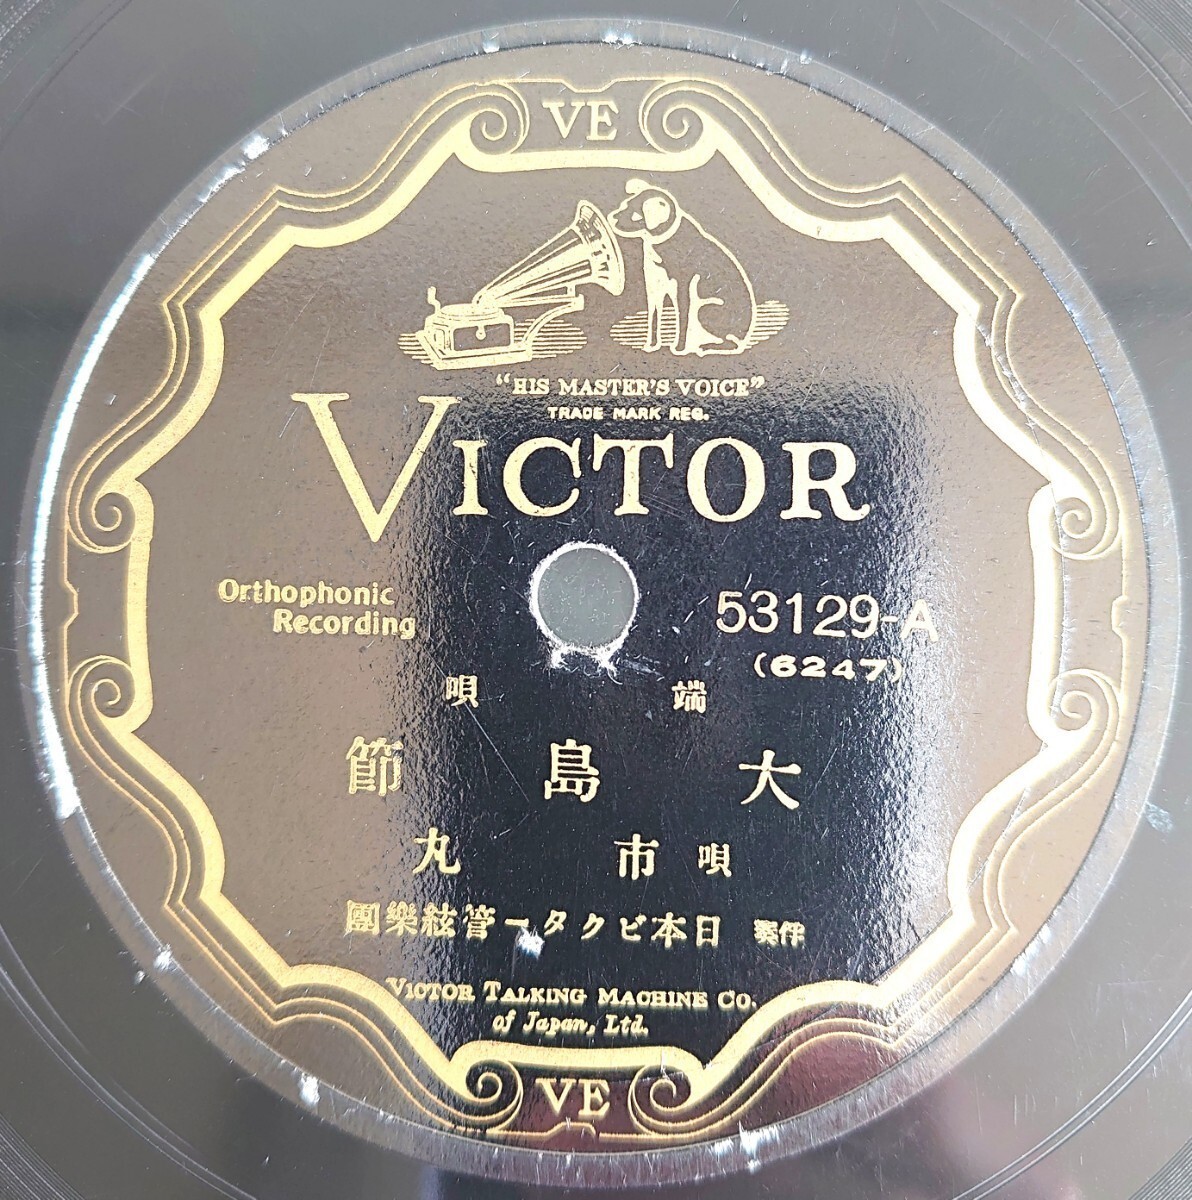 VE
"HIS MASTER'S VOICE"
TRADE MARK REG.
VICTOR
Orthophonic
Recording
53129-A
(6247)
端唄
大島節
唄 市丸
伴奏 日本ビクター管絃樂團
VICTOR TALKING MACHINE CO.
of Japan, Ltd.
VE